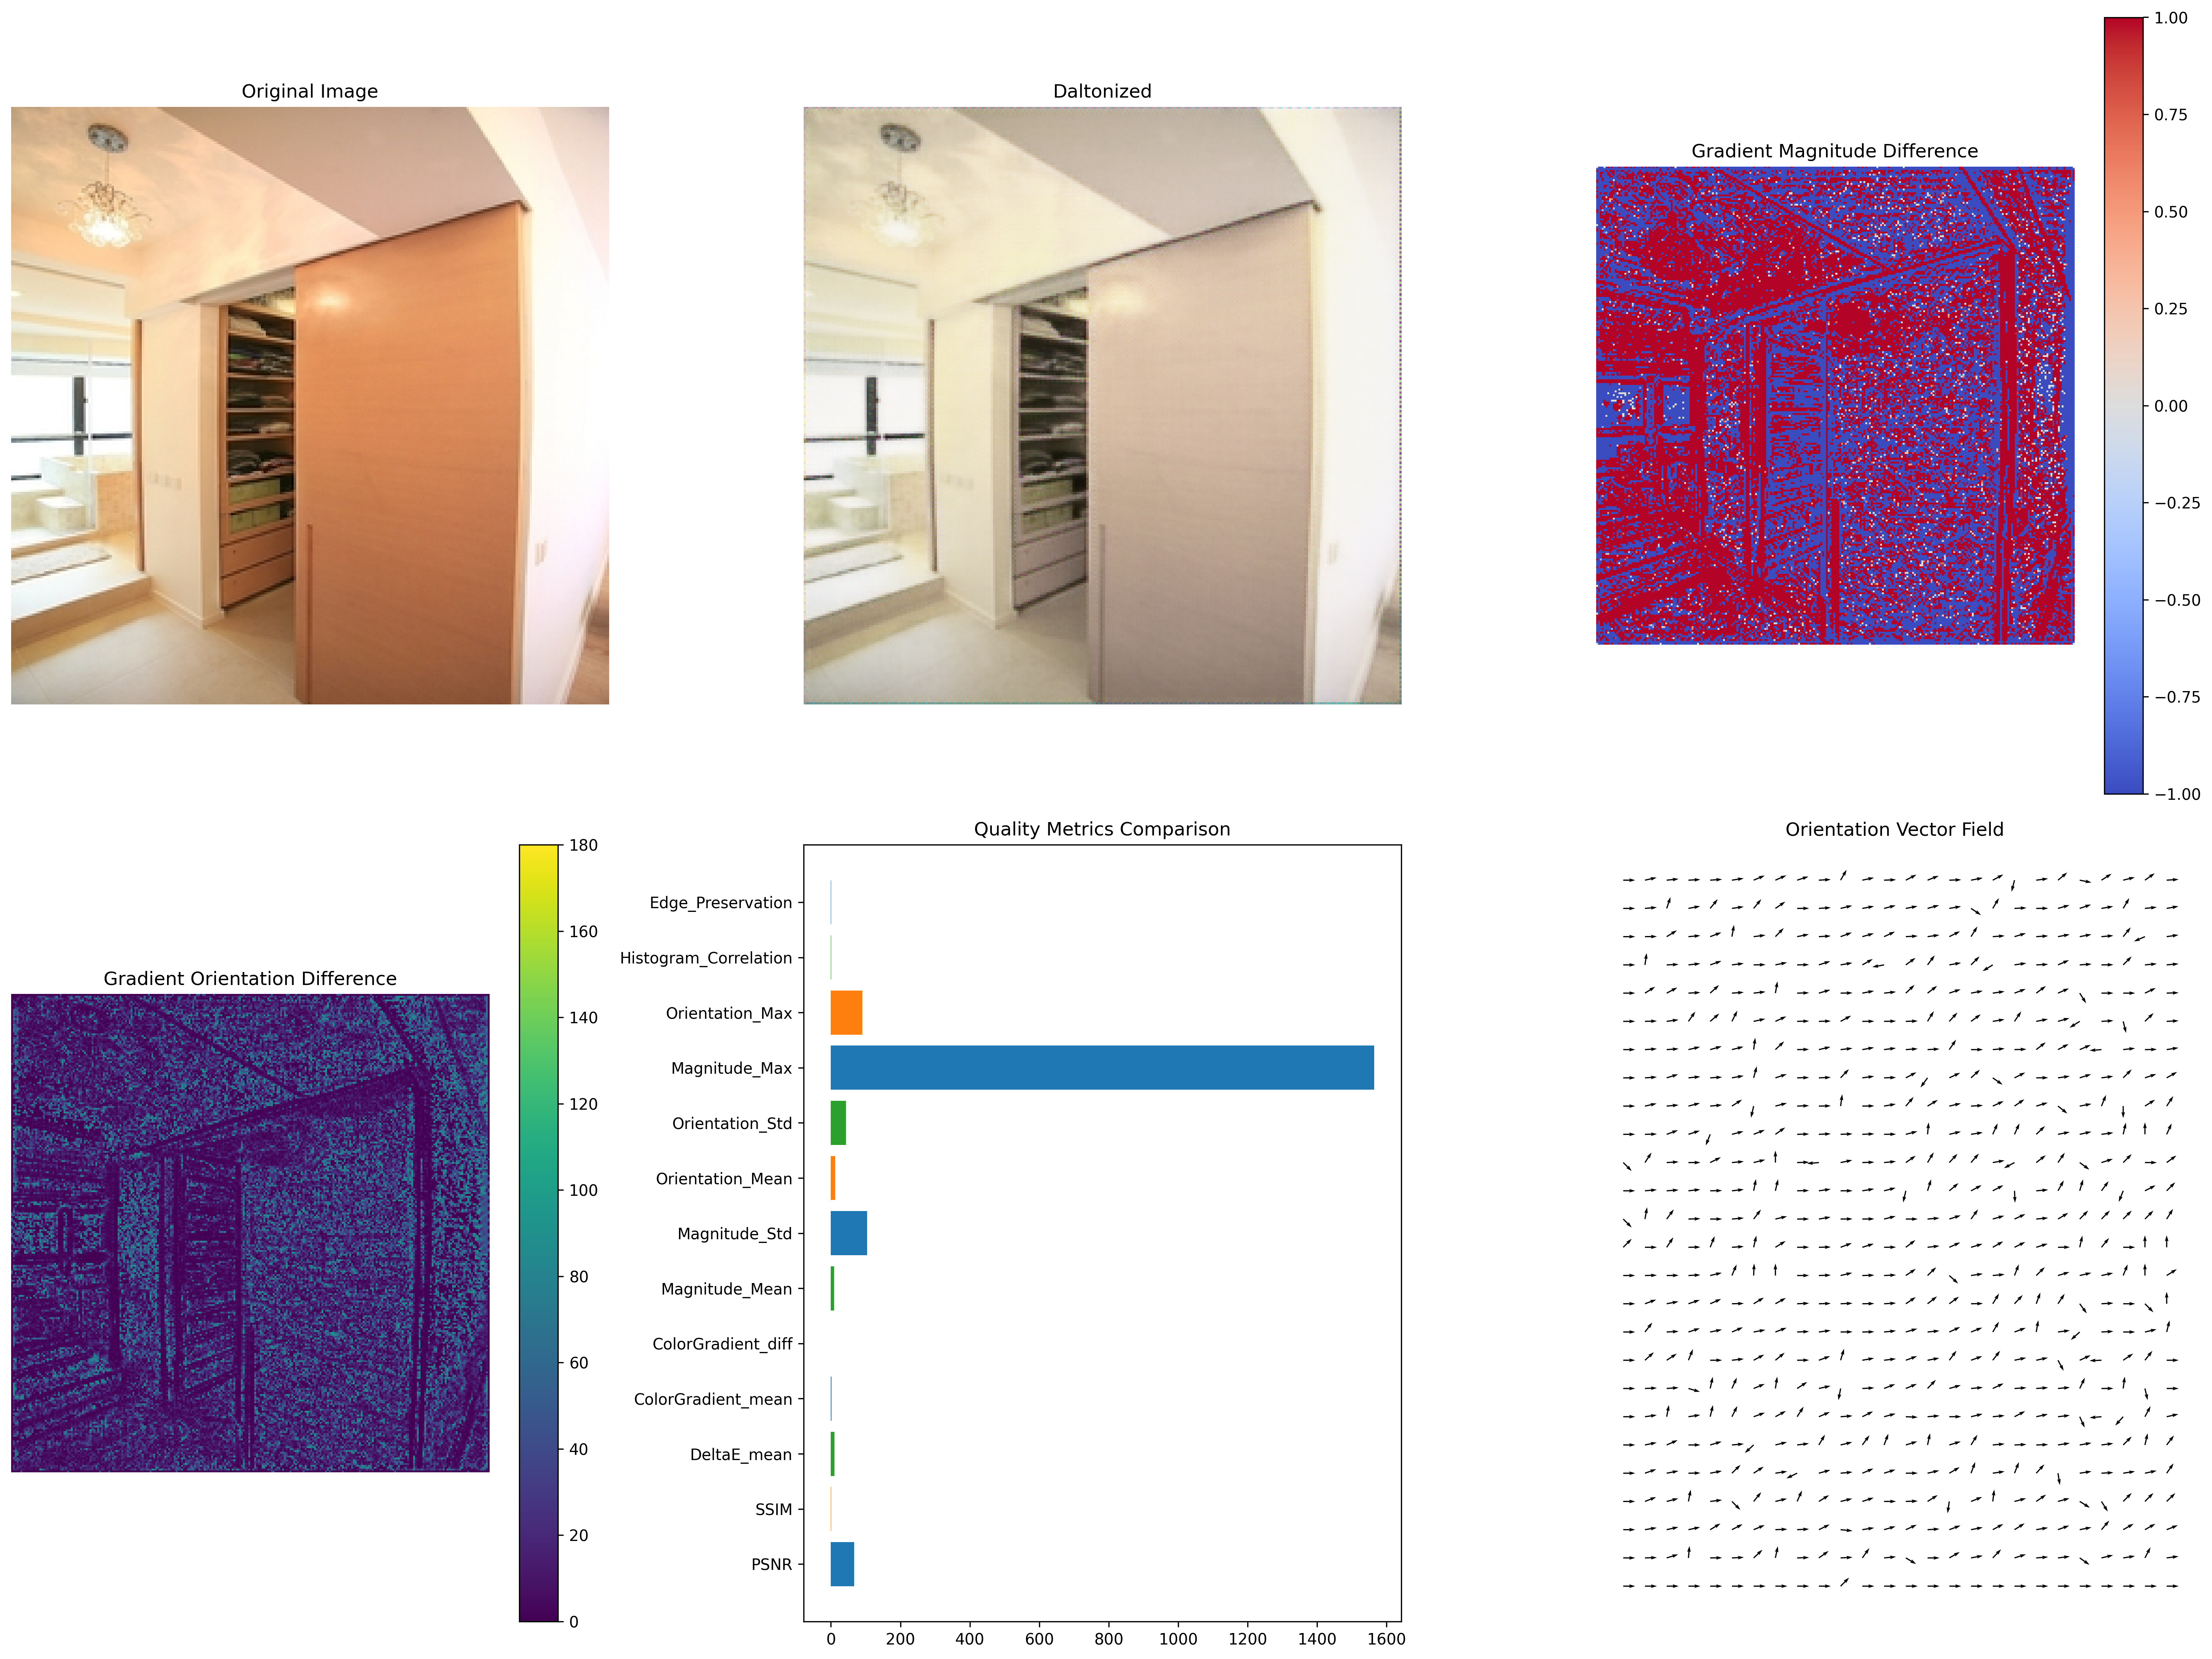 Original Image
Daltonized
Gradient Magnitude Difference
1.00
0.75
0.50
0.25
0.00
−0.25
−0.50
−0.75
−1.00
Gradient Orientation Difference
180
160
140
120
100
80
60
40
20
0
Quality Metrics Comparison
Edge_Preservation
Histogram_Correlation
Orientation_Max
Magnitude_Max
Orientation_Std
Orientation_Mean
Magnitude_Std
Magnitude_Mean
ColorGradient_diff
ColorGradient_mean
DeltaE_mean
SSIM
PSNR
0 200 400 600 800 1000 1200 1400 1600
Orientation Vector Field